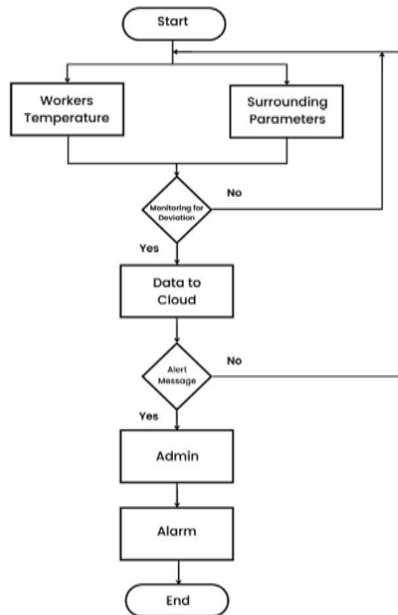 Start
Workers
Temperature
Surrounding
Parameters
Monitoring for
Deviation
No
Yes
Data to
Cloud
Alert
Message
No
Yes
Admin
Alarm
End